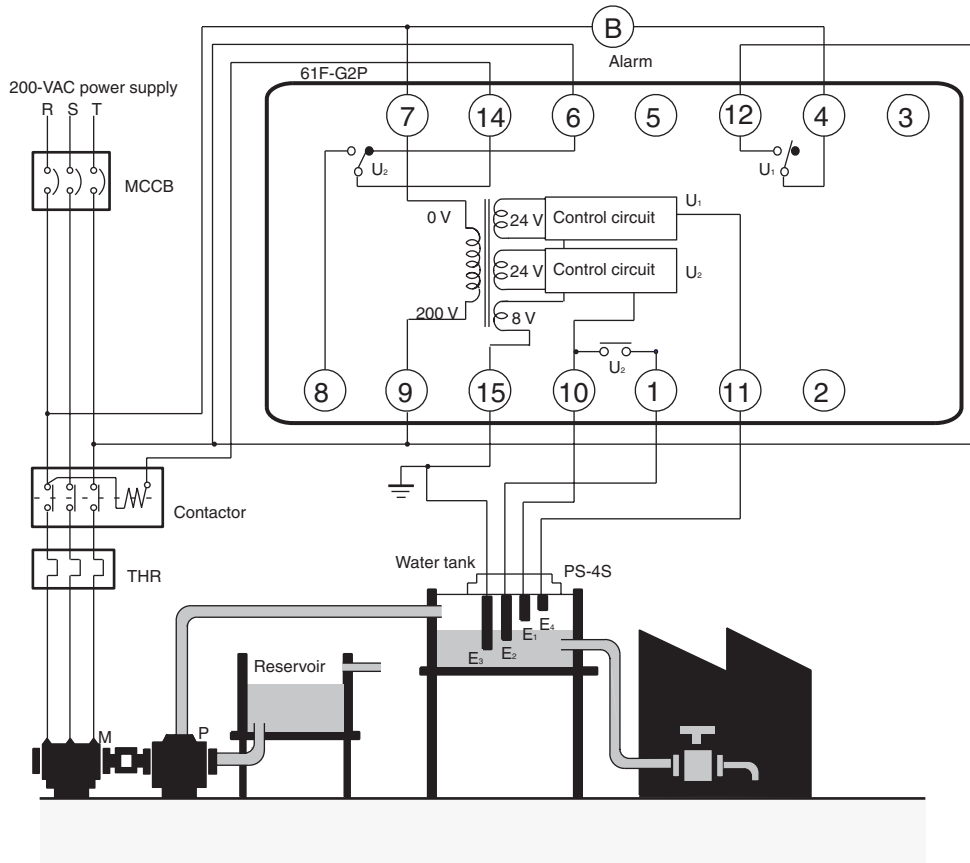 B
Alarm
61F-G2P
200-VAC power supply
R S T
7 14 6 5 12 4 3
MCCB
U₂
U₁
0 V
24 V
Control circuit
U₁
24 V
Control circuit
U₂
200 V
8 V
U₂
8 9 15 10 1 11 2
Contactor
Water tank
PS-4S
THR
E₄
E₁
E₂
E₃
Reservoir
M
P